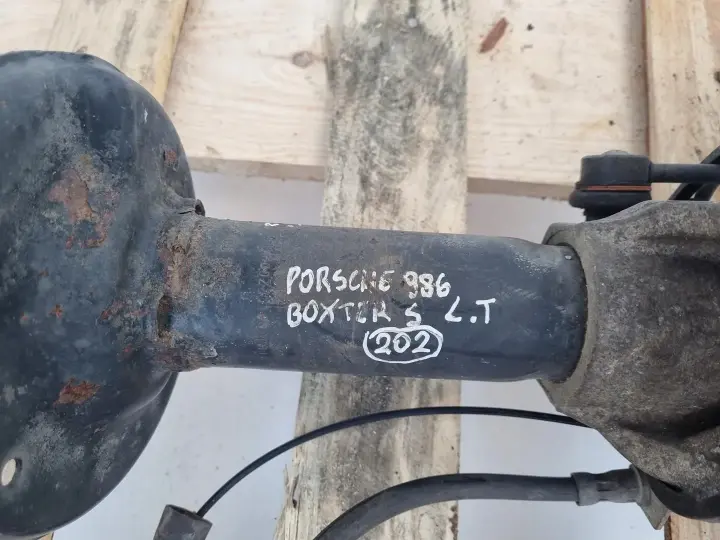 PORSCHE 986
BOXTER S L.T
202